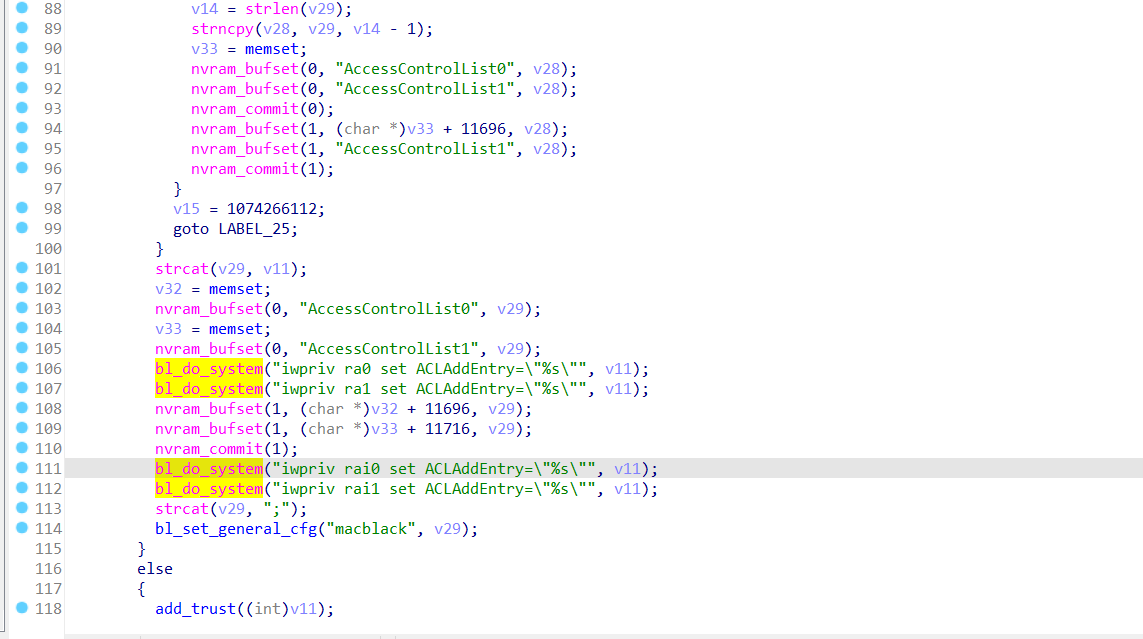 88 v14 = strlen(v29);
89 strncpy(v28, v29, v14 - 1);
90 v33 = memset;
91 nvram_bufset(0, "AccessControlList0", v28);
92 nvram_bufset(0, "AccessControlList1", v28);
93 nvram_commit(0);
94 nvram_bufset(1, (char *)v33 + 11696, v28);
95 nvram_bufset(1, "AccessControlList1", v28);
96 nvram_commit(1);
97 }
98 v15 = 1074266112;
99 goto LABEL_25;
100 }
101 strcat(v29, v11);
102 v32 = memset;
103 nvram_bufset(0, "AccessControlList0", v29);
104 v33 = memset;
105 nvram_bufset(0, "AccessControlList1", v29);
106 bl_do_system("iwpriv ra0 set ACLAddEntry=\"%s\"", v11);
107 bl_do_system("iwpriv ra1 set ACLAddEntry=\"%s\"", v11);
108 nvram_bufset(1, (char *)v32 + 11696, v29);
109 nvram_bufset(1, (char *)v33 + 11716, v29);
110 nvram_commit(1);
111 bl_do_system("iwpriv rai0 set ACLAddEntry=\"%s\"", v11);
112 bl_do_system("iwpriv rai1 set ACLAddEntry=\"%s\"", v11);
113 strcat(v29, ";");
114 bl_set_general_cfg("macblack", v29);
115 }
116 else
117 {
118 add_trust((int)v11);